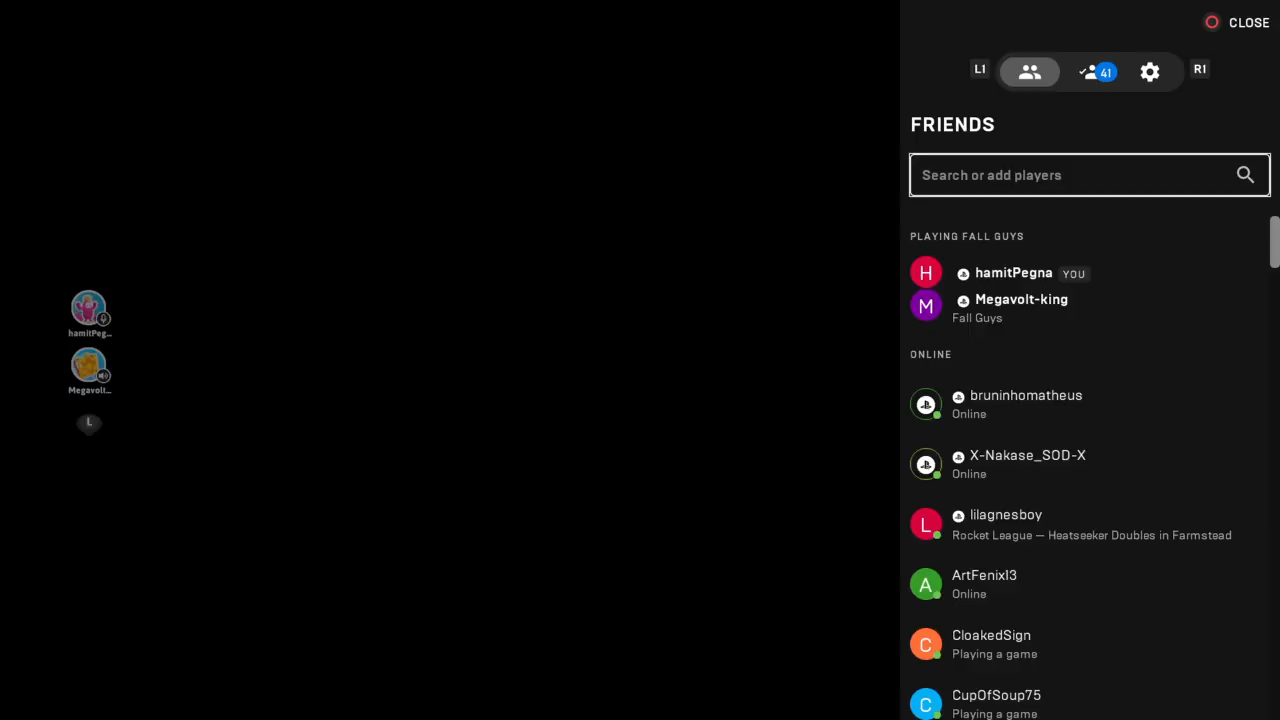 CLOSE
L1
41
R1
FRIENDS
Search or add players
PLAYING FALL GUYS
H
hamitPegna YOU
M
Megavolt-king
Fall Guys
ONLINE
bruninhomatheus
Online
X-Nakase_SOD-X
Online
L
lilagnesboy
Rocket League — Heatseeker Doubles in Farmstead
A
ArtFenix13
Online
C
CloakedSign
Playing a game
C
CupOfSoup75
Playing a game
hamitPeg...
Megavolt...
L